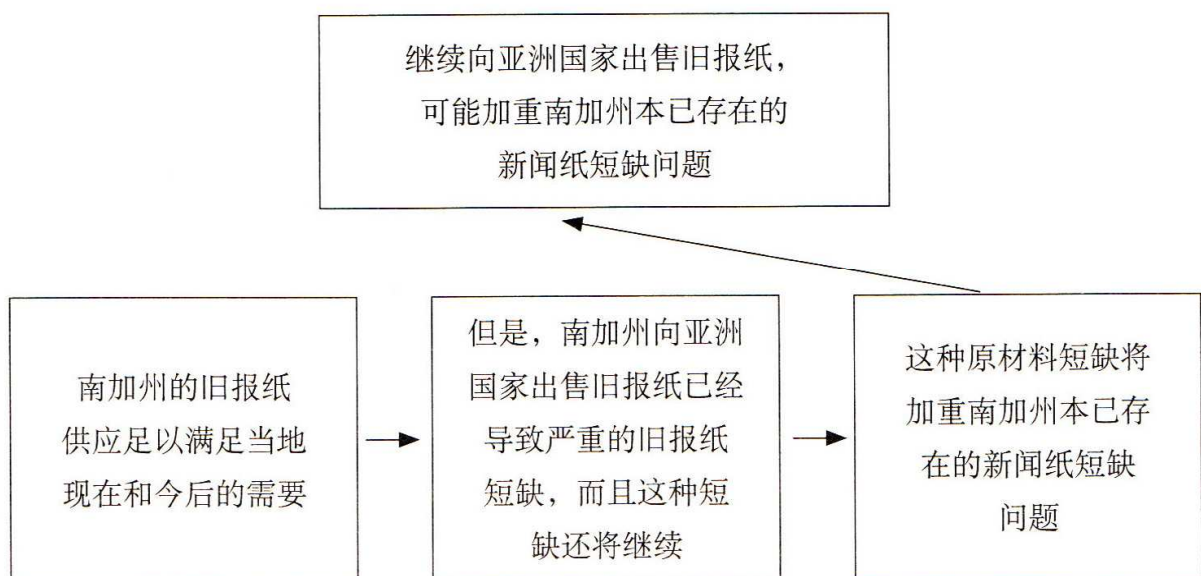 继续向亚洲国家出售旧报纸，
可能加重南加州本已存在的
新闻纸短缺问题
南加州的旧报纸
供应足以满足当地
现在和今后的需要
但是，南加州向亚洲
国家出售旧报纸已经
导致严重的旧报纸
短缺，而且这种短
缺还将继续
这种原材料短缺将
加重南加州本已存
在的新闻纸短缺
问题